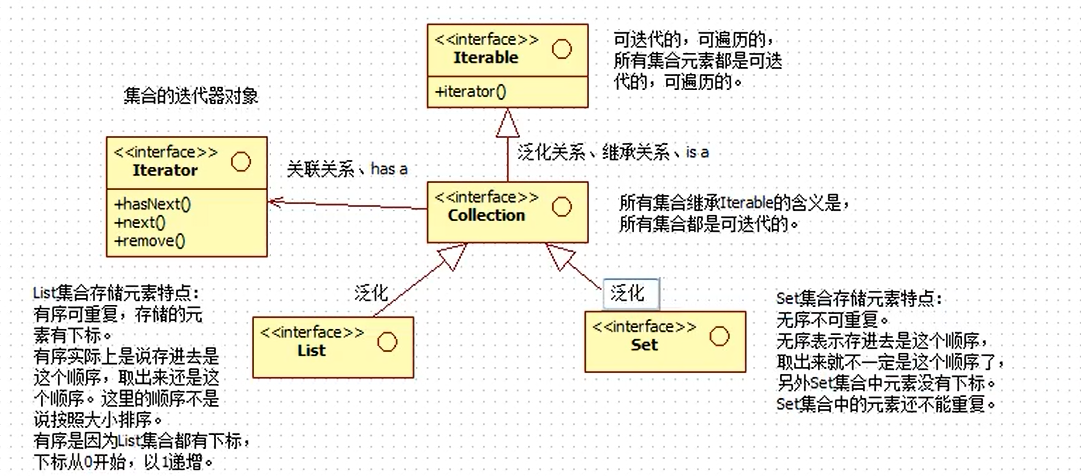 <<interface>>
Iterable
+iterator()
可迭代的，可遍历的，
所有集合元素都是可迭
代的，可遍历的。
集合的迭代器对象
<<interface>>
Iterator
+hasNext()
+next()
+remove()
关联关系、has a
泛化关系、继承关系、is a
<<interface>>
Collection
所有集合继承Iterable的含义是，
所有集合都是可迭代的。
泛化
泛化
List集合存储元素特点：
有序可重复，存储的元
素有下标。
有序实际上是说存进去是
这个顺序，取出来还是这
个顺序。这里的顺序不是
说按照大小排序。
有序是因为List集合都有下标，
下标从0开始，以1递增。
<<interface>>
List
<<interface>>
Set
Set集合存储元素特点：
无序不可重复。
无序表示存进去是这个顺序，
取出来就不一定是这个顺序了，
另外Set集合中元素没有下标。
Set集合中的元素还不能重复。